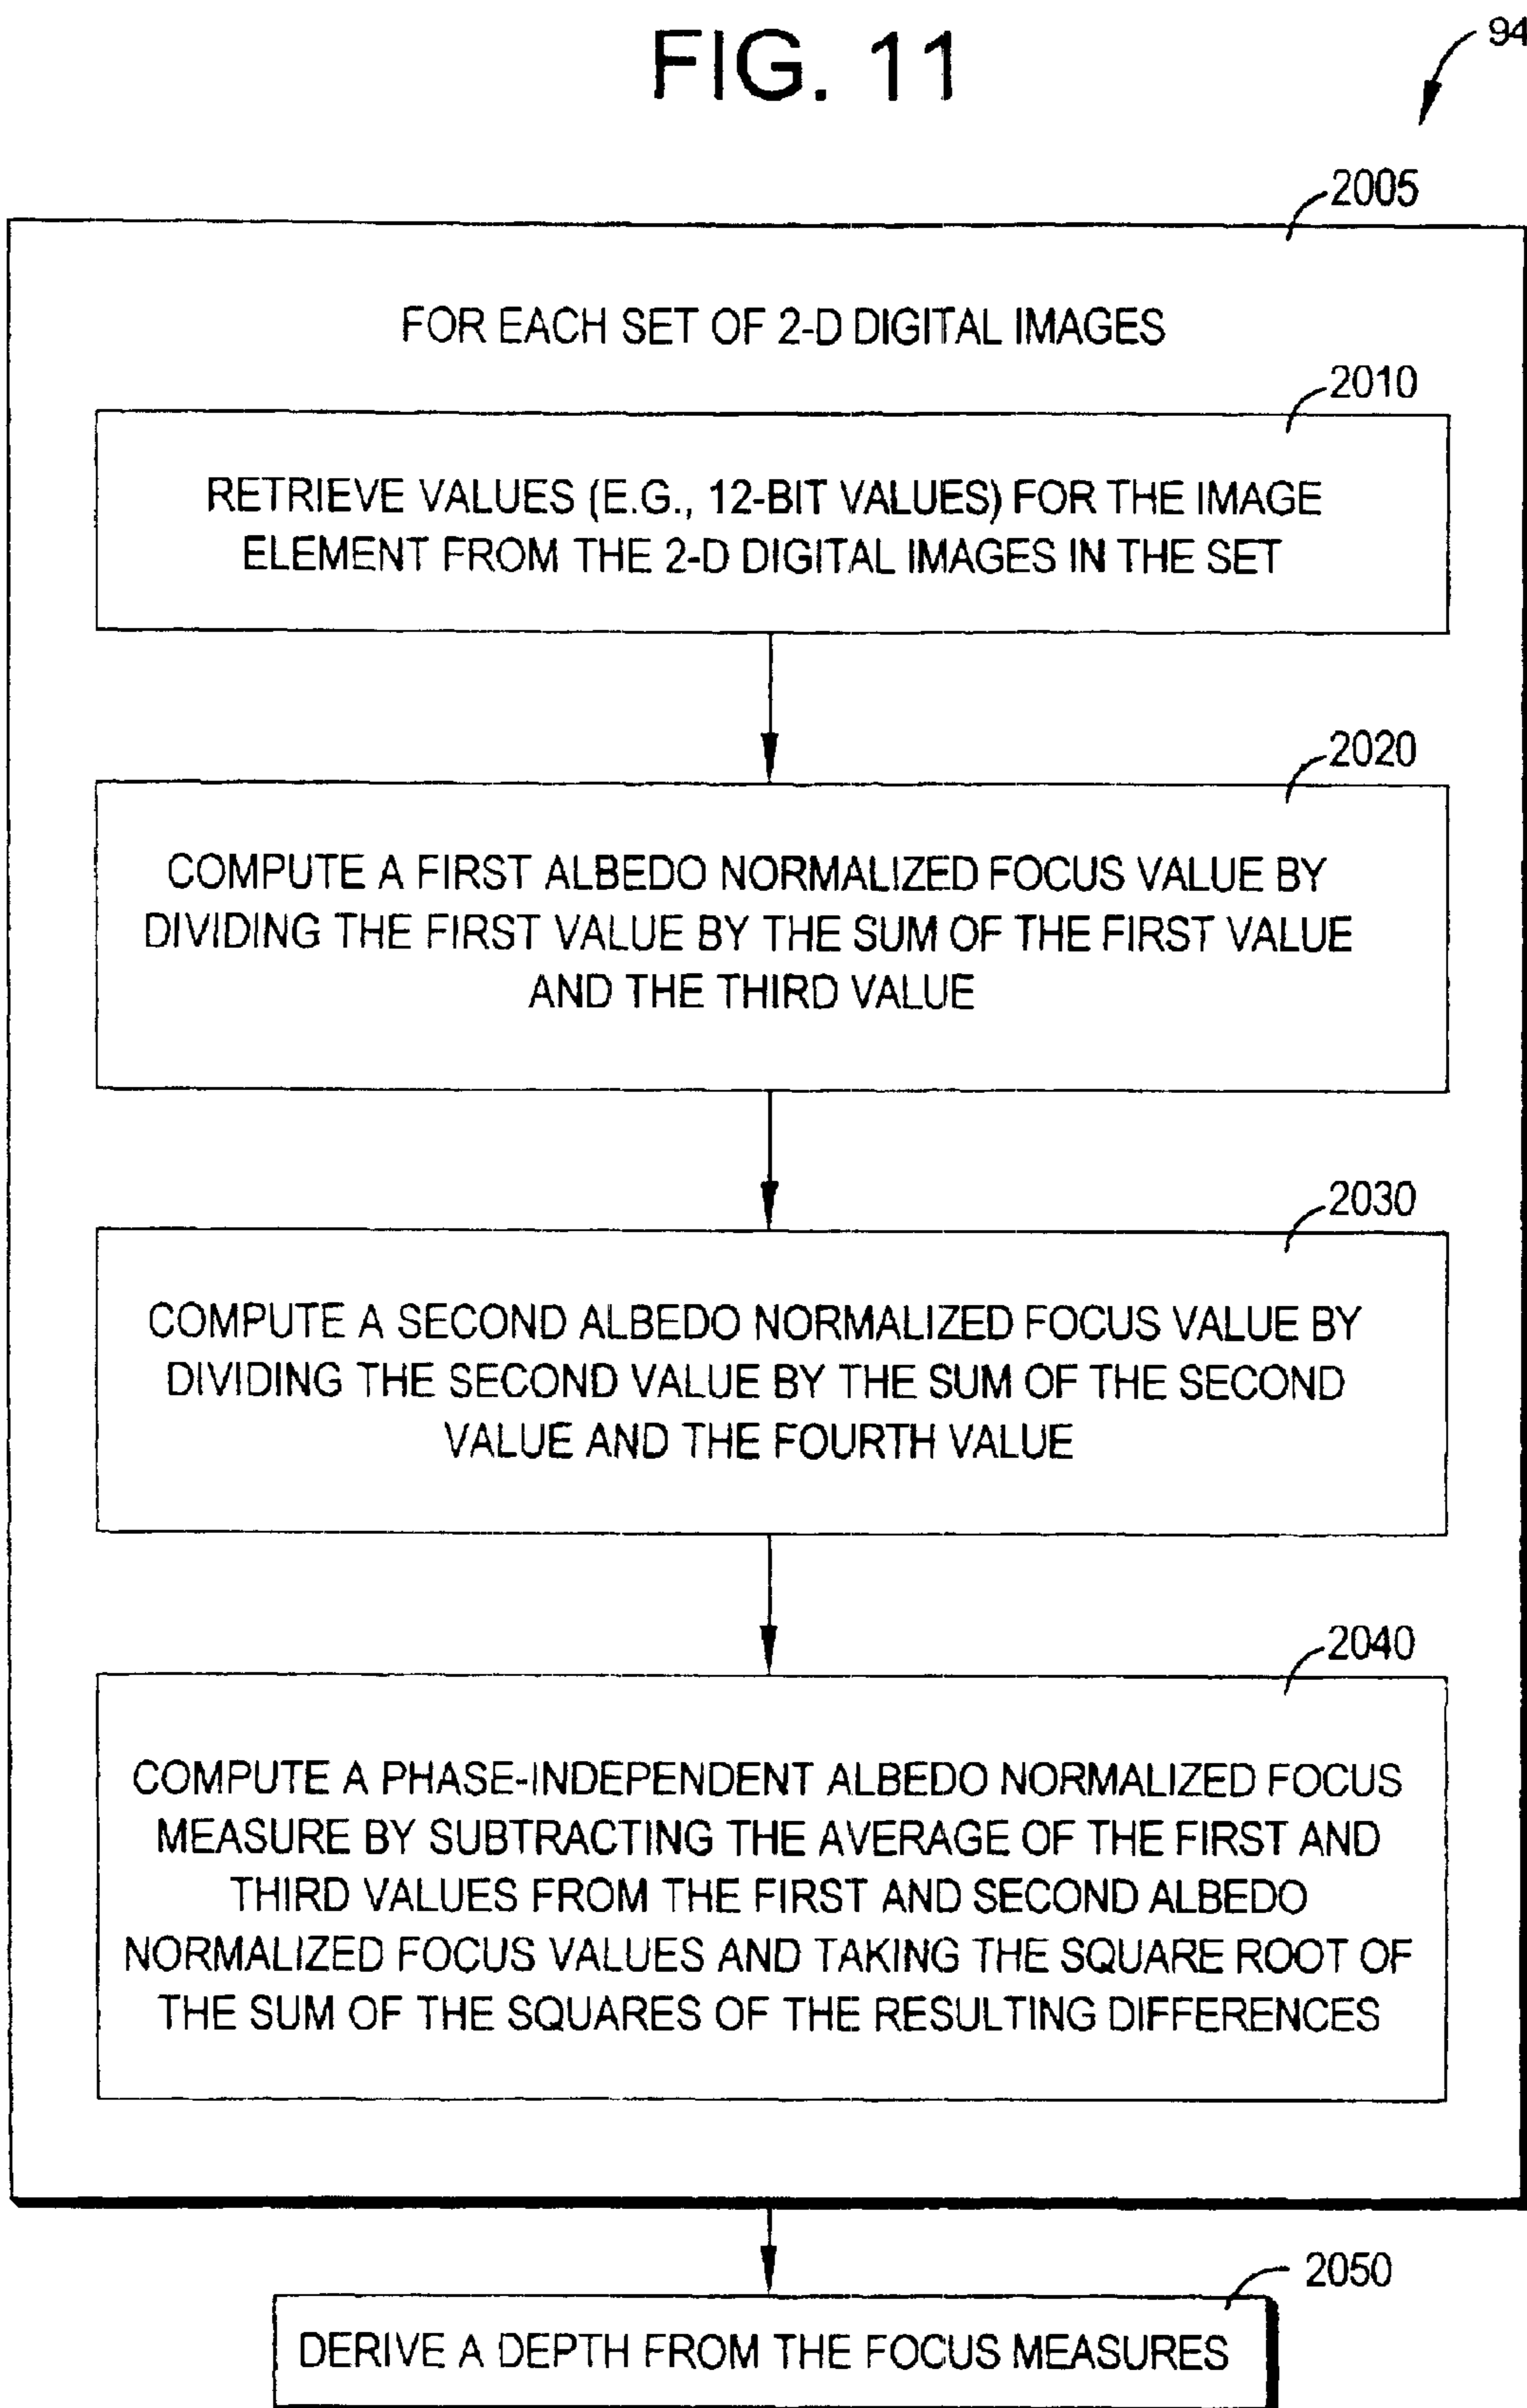 FIG. 11
94
2005
FOR EACH SET OF 2-D DIGITAL IMAGES
2010
RETRIEVE VALUES (E.G., 12-BIT VALUES) FOR THE IMAGE
ELEMENT FROM THE 2-D DIGITAL IMAGES IN THE SET
2020
COMPUTE A FIRST ALBEDO NORMALIZED FOCUS VALUE BY
DIVIDING THE FIRST VALUE BY THE SUM OF THE FIRST VALUE
AND THE THIRD VALUE
2030
COMPUTE A SECOND ALBEDO NORMALIZED FOCUS VALUE BY
DIVIDING THE SECOND VALUE BY THE SUM OF THE SECOND
VALUE AND THE FOURTH VALUE
2040
COMPUTE A PHASE-INDEPENDENT ALBEDO NORMALIZED FOCUS
MEASURE BY SUBTRACTING THE AVERAGE OF THE FIRST AND
THIRD VALUES FROM THE FIRST AND SECOND ALBEDO
NORMALIZED FOCUS VALUES AND TAKING THE SQUARE ROOT OF
THE SUM OF THE SQUARES OF THE RESULTING DIFFERENCES
2050
DERIVE A DEPTH FROM THE FOCUS MEASURES